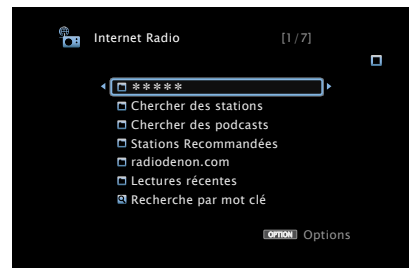 Internet Radio [1/7]
*****
Chercher des stations
Chercher des podcasts
Stations Recommandées
radiodenon.com
Lectures récentes
Recherche par mot clé
OPTION Options